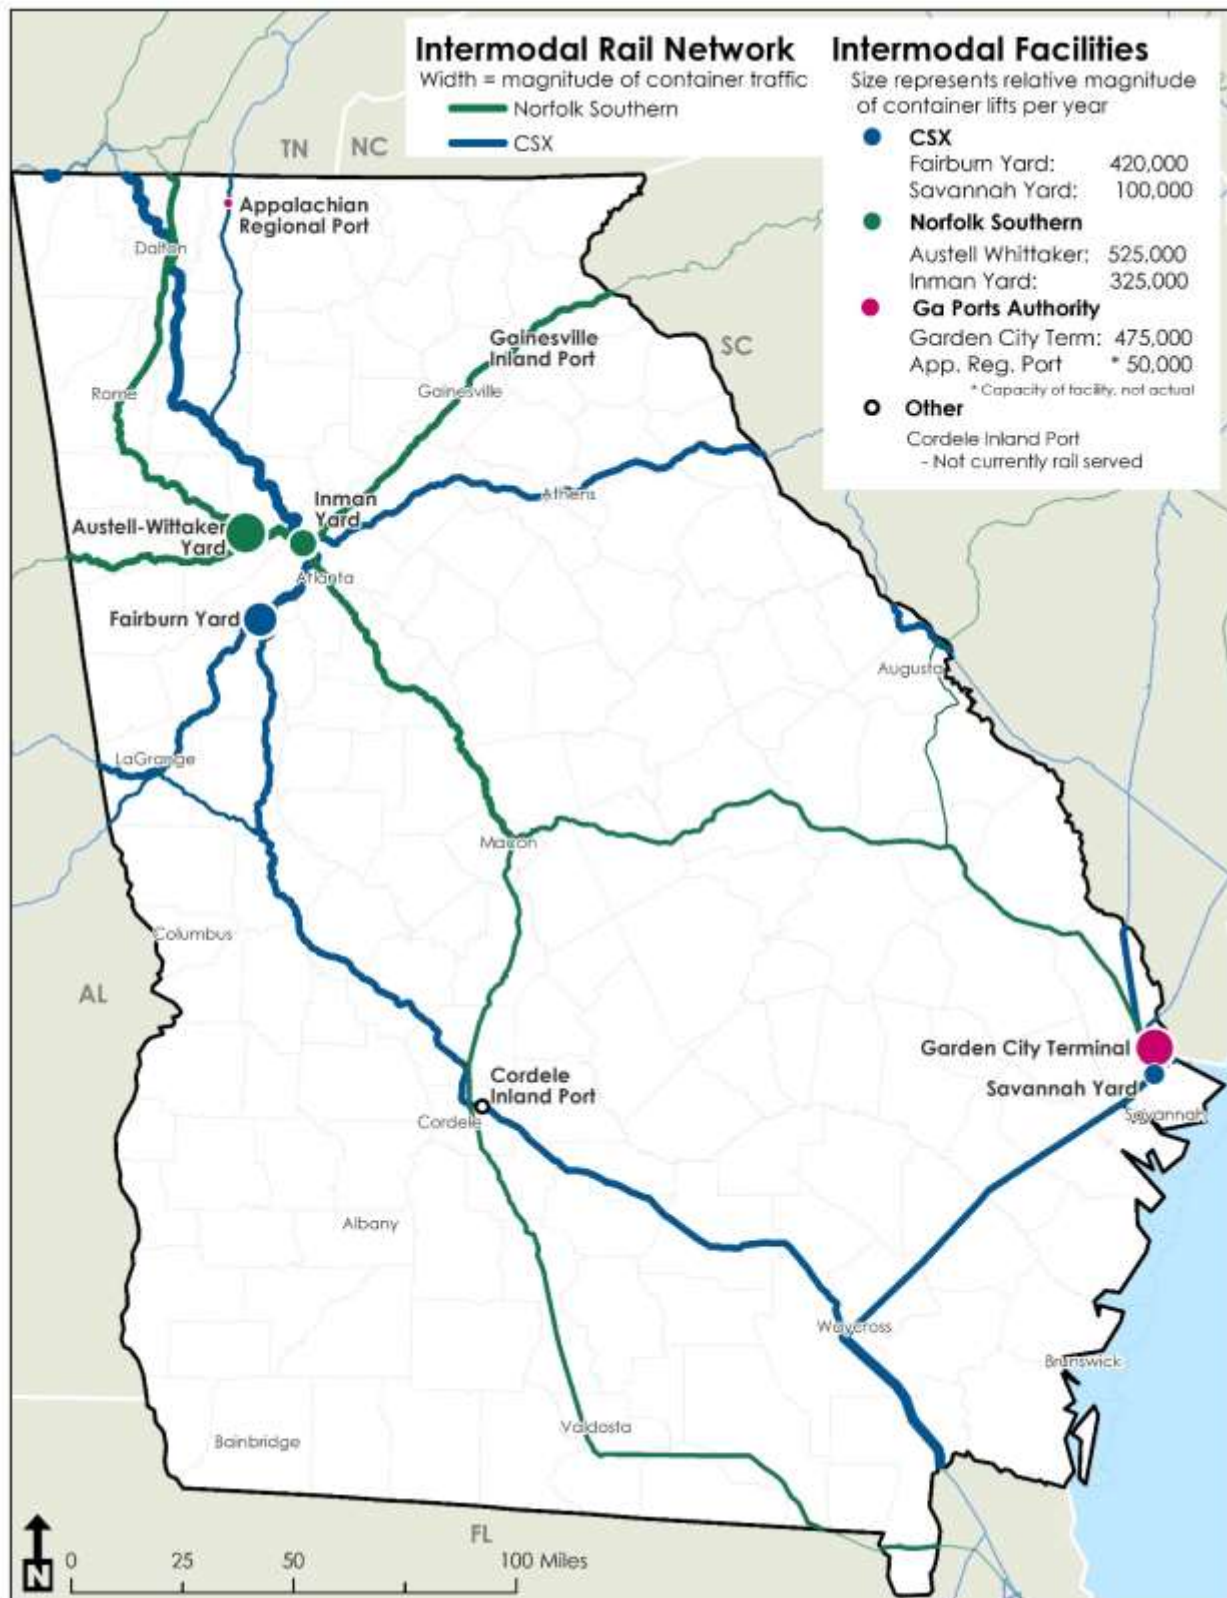 Intermodal Rail Network
Width = magnitude of container traffic
Norfolk Southern
CSX
Intermodal Facilities
Size represents relative magnitude
of container lifts per year
CSX
Fairburn Yard: 420,000
Savannah Yard: 100,000
Norfolk Southern
Austell Whittaker: 525,000
Inman Yard: 325,000
Ga Ports Authority
Garden City Term: 475,000
App. Reg. Port * 50,000
* Capacity of facility, not actual
Other
Cordele Inland Port
- Not currently rail served
TN
NC
Appalachian
Regional Port
Dalton
SC
Gainesville
Inland Port
Rome
Gainesville
Athens
Inman
Yard
Austell-Wittaker
Yard
Atlanta
Fairburn Yard
Augusta
LaGrange
Macon
Columbus
AL
Garden City Terminal
Savannah Yard
Savannah
Cordele
Inland Port
Cordele
Albany
Waycross
Brunswick
Valdosta
Bainbridge
FL
N
0 25 50 100 Miles